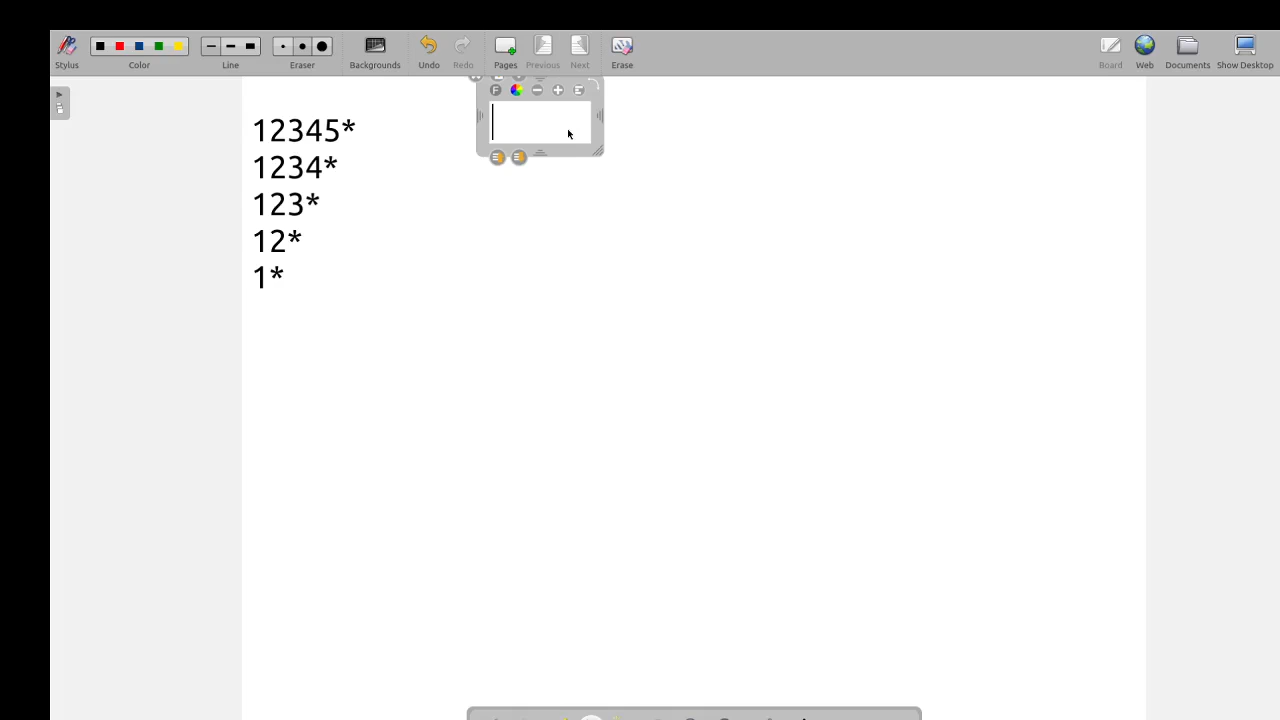 Stylus Color Line Eraser Backgrounds Undo Redo Pages Previous Next Erase Board Web Documents Show Desktop
F
12345*
1234*
123*
12*
1*